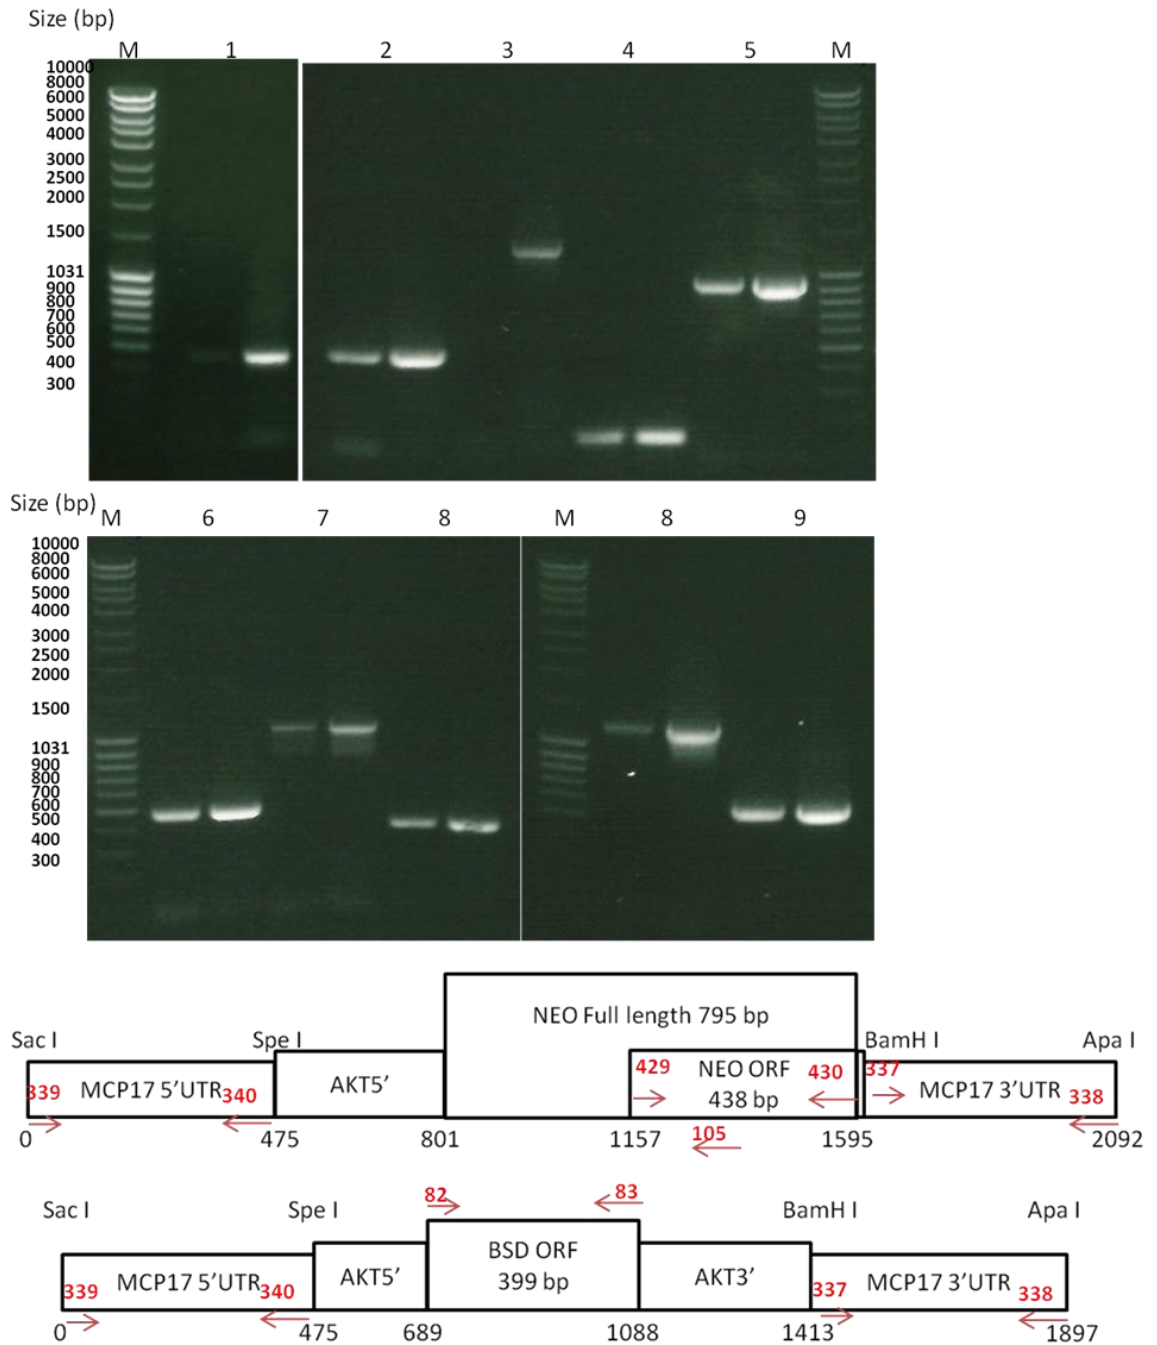 Size (bp)
M 1 2 3 4 5 M
10000
8000
6000
5000
4000
3000
2500
2000
1500
1031
900
800
700
600
500
400
300
Size (bp)
M 6 7 8 M 8 9
10000
8000
6000
5000
4000
3000
2500
2000
1500
1031
900
800
700
600
500
400
300
NEO Full length 795 bp
Sac I Spe I BamH I Apa I
339 MCP17 5'UTR 340 AKT5' 429 NEO ORF 430 337 MCP17 3'UTR 338
438 bp
0 475 801 1157 105 1595 2092
82 83
Sac I Spe I BamH I Apa I
339 MCP17 5'UTR 340 AKT5' BSD ORF AKT3' 337 MCP17 3'UTR 338
399 bp
0 475 689 1088 1413 1897